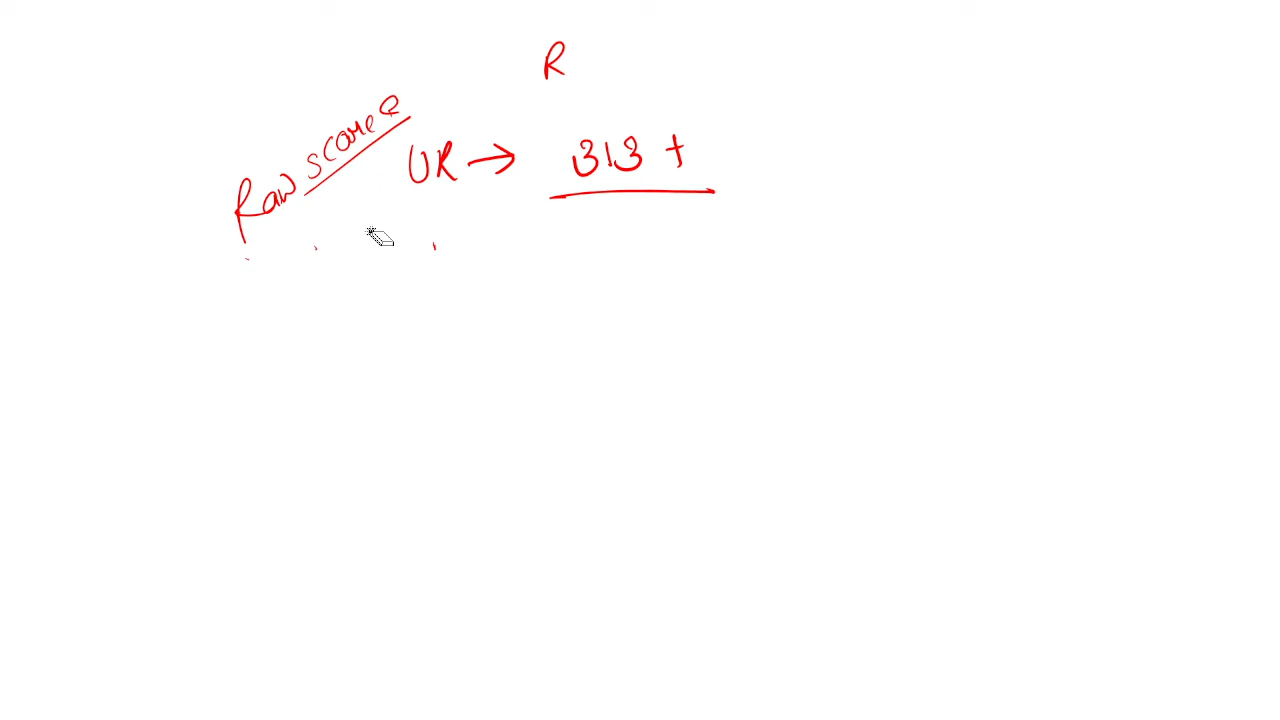 R
Raw score
UR → 313 +